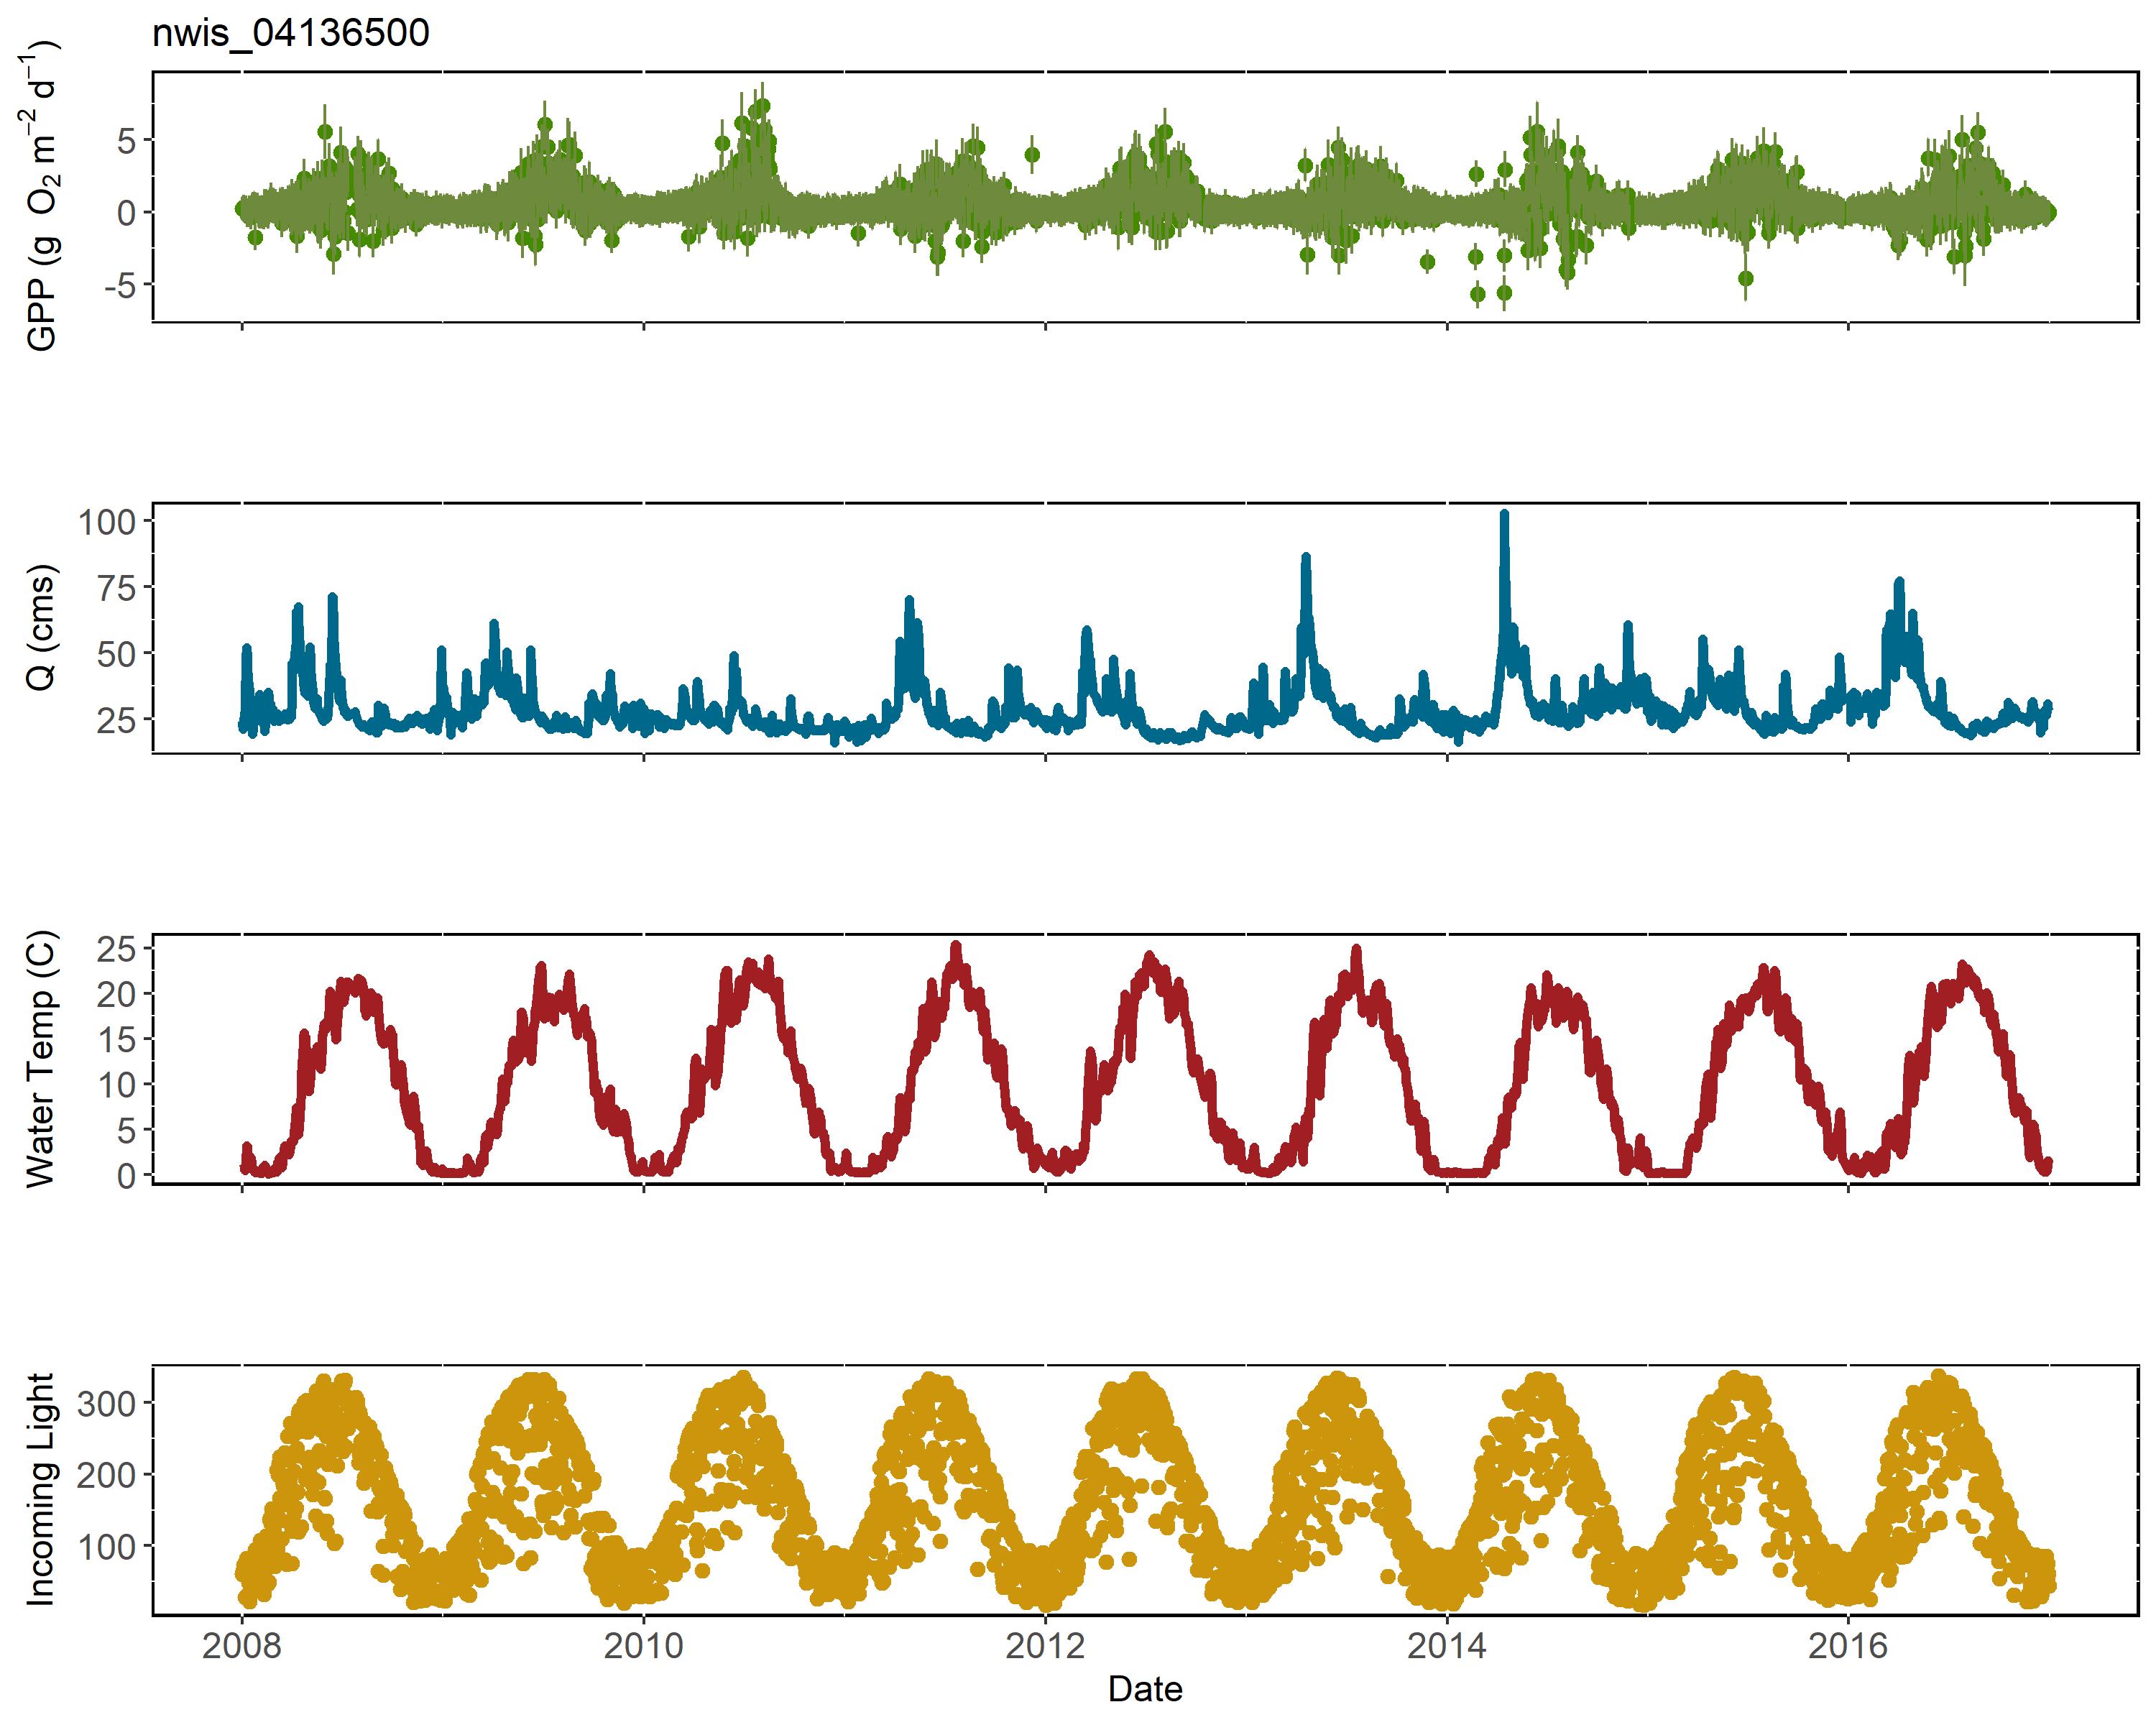 nwis_04136500
GPP (g O₂ m⁻² d⁻¹)
5
0
-5
Q (cms)
100
75
50
25
Water Temp (C)
25
20
15
10
5
0
Incoming Light
300
200
100
2008 2010 2012 2014 2016
Date